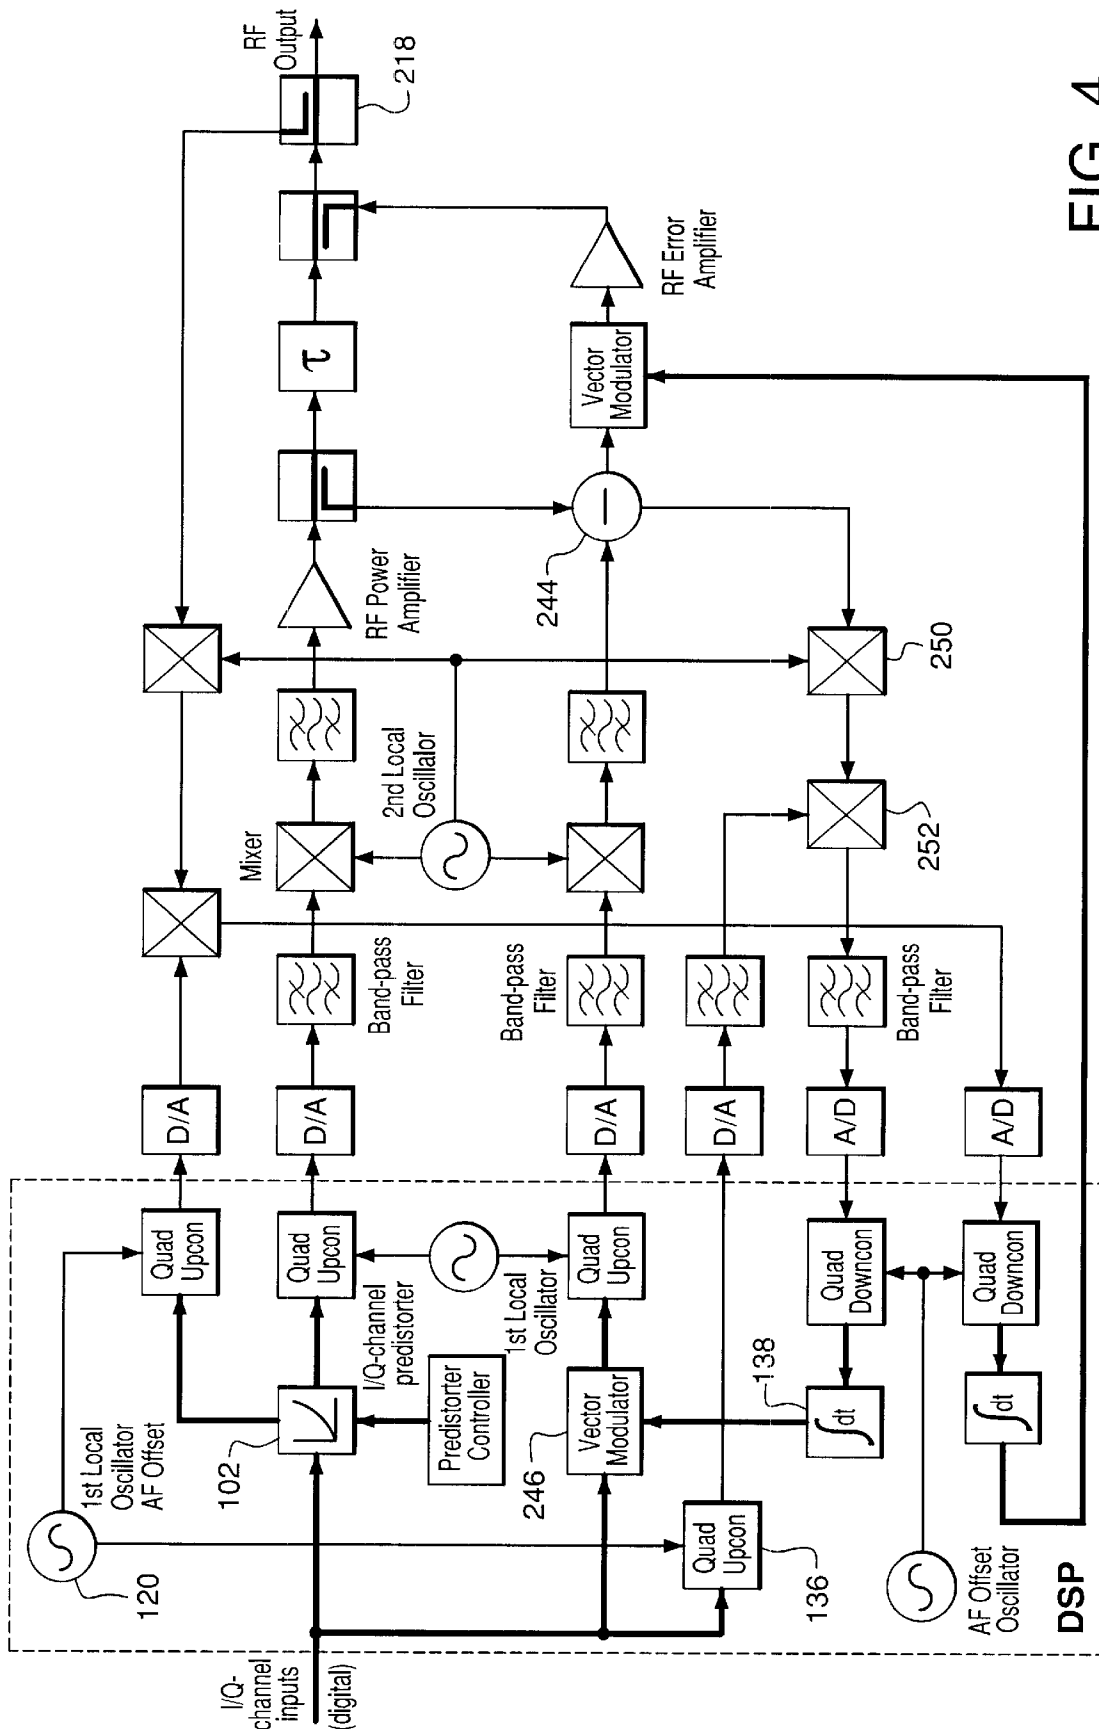 I/Q-
channel
inputs
(digital)
120
1st Local
Oscillator
AF Offset
102
Quad
Upcon
D/A
218
RF
Output
Quad
Upcon
D/A
Band-pass
Filter
Mixer
RF Power
Amplifier
τ
I/Q-channel
predistorter
Predistorter
Controller
1st Local
Oscillator
2nd Local
Oscillator
246
Vector
Modulator
Quad
Upcon
D/A
Band-pass
Filter
244
Vector
Modulator
RF Error
Amplifier
136
Quad
Upcon
D/A
252
250
138
∫dt
Quad
Downcon
A/D
Band-pass
Filter
AF Offset
Oscillator
∫dt
Quad
Downcon
A/D
DSP
FIG. 4